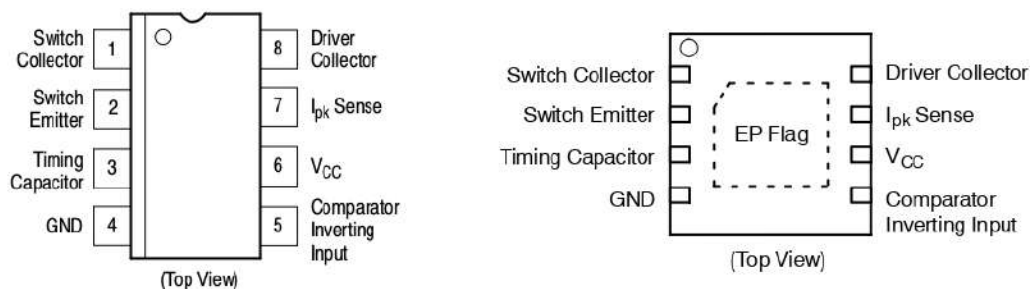 Switch
Collector
1
8
Driver
Collector
Switch
Emitter
2
7
Ipk Sense
Timing
Capacitor
3
6
VCC
GND
4
5
Comparator
Inverting
Input
(Top View)
Switch Collector
Driver Collector
Switch Emitter
Ipk Sense
EP Flag
Timing Capacitor
VCC
GND
Comparator
Inverting Input
(Top View)